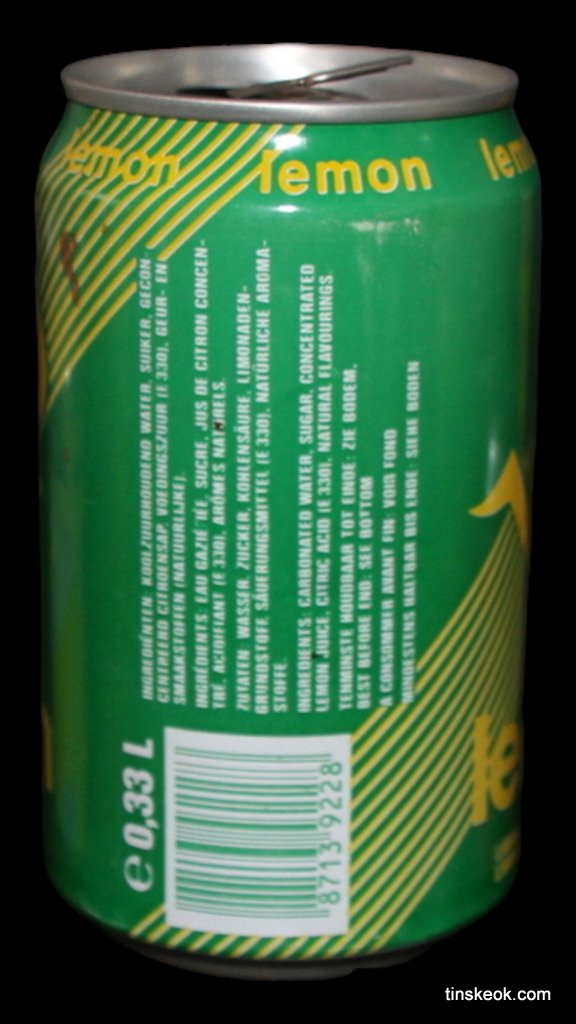 lemon
lemon
lem
INGREDIËNTEN: KOOLZUURHOUDEND WATER, SUIKER, GECON-
CENTREERD CITROENSAP, VOEDINGSZUUR (E 330), GEUR- EN
SMAAKSTOFFEN (NATUURLIJKE).
INGRÉDIENTS: EAU GAZÉIFIÉE, SUCRE, JUS DE CITRON CONCEN-
TRÉ, ACIDIFIANT (E 330), ARÔMES NATURELS.
ZUTATEN: WASSER, ZUCKER, KOHLENSÄURE, LIMONADEN-
GRUNDSTOFF, SÄUERUNGSMITTEL (E 330), NATÜRLICHE AROMA-
STOFFE.
INGREDIENTS: CARBONATED WATER, SUGAR, CONCENTRATED
LEMON JUICE, CITRIC ACID (E 330), NATURAL FLAVOURINGS.
TENMINSTE HOUDBAAR TOT EINDE: ZIE BODEM.
BEST BEFORE END: SEE BOTTOM
A CONSOMMER AVANT FIN: VOIR FOND
MINDESTENS HALTBAR BIS ENDE: SIEHE BODEN
e 0,33 L
8713 9228
le
tinskeok.com